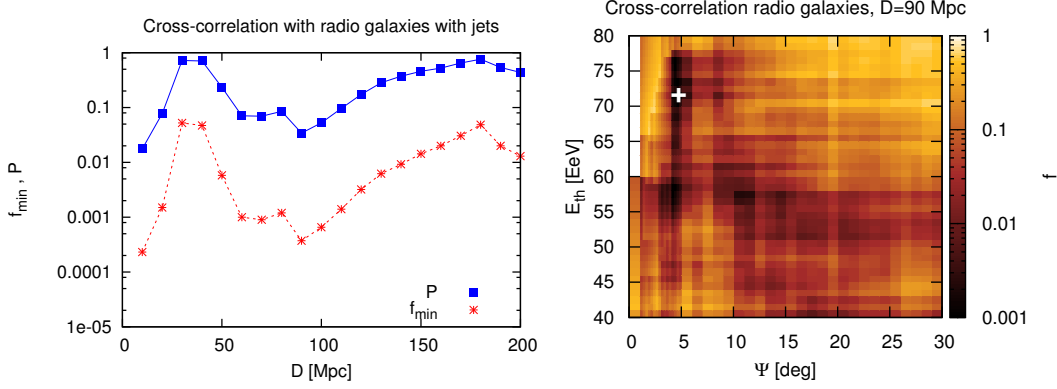 Cross-correlation with radio galaxies with jets
1
0.1
0.01
0.001
0.0001
1e-05
f_min , P
P
f_min
0 50 100 150 200
D [Mpc]
Cross-correlation radio galaxies, D=90 Mpc
80
75
70
65
60
55
50
45
40
E_th [EeV]
0 5 10 15 20 25 30
Ψ [deg]
1
0.1
0.01
0.001
f